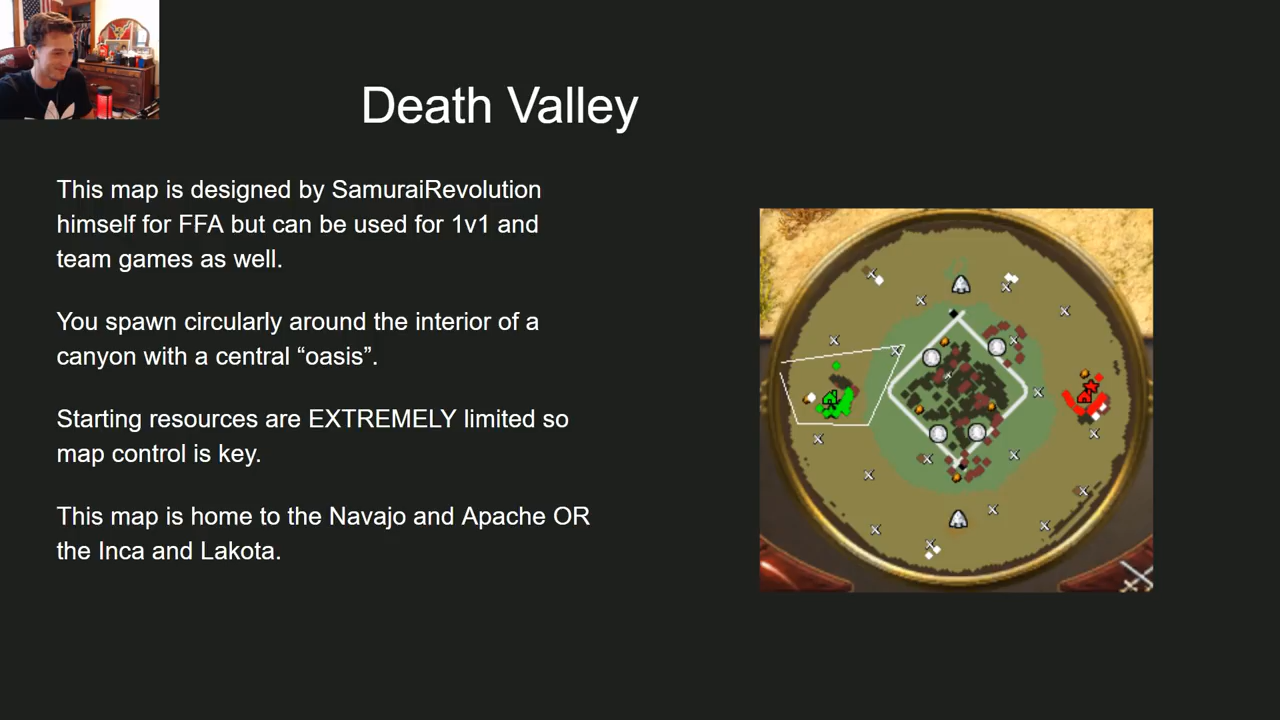 Death Valley
This map is designed by SamuraiRevolution
himself for FFA but can be used for 1v1 and
team games as well.
You spawn circularly around the interior of a
canyon with a central “oasis”.
Starting resources are EXTREMELY limited so
map control is key.
This map is home to the Navajo and Apache OR
the Inca and Lakota.